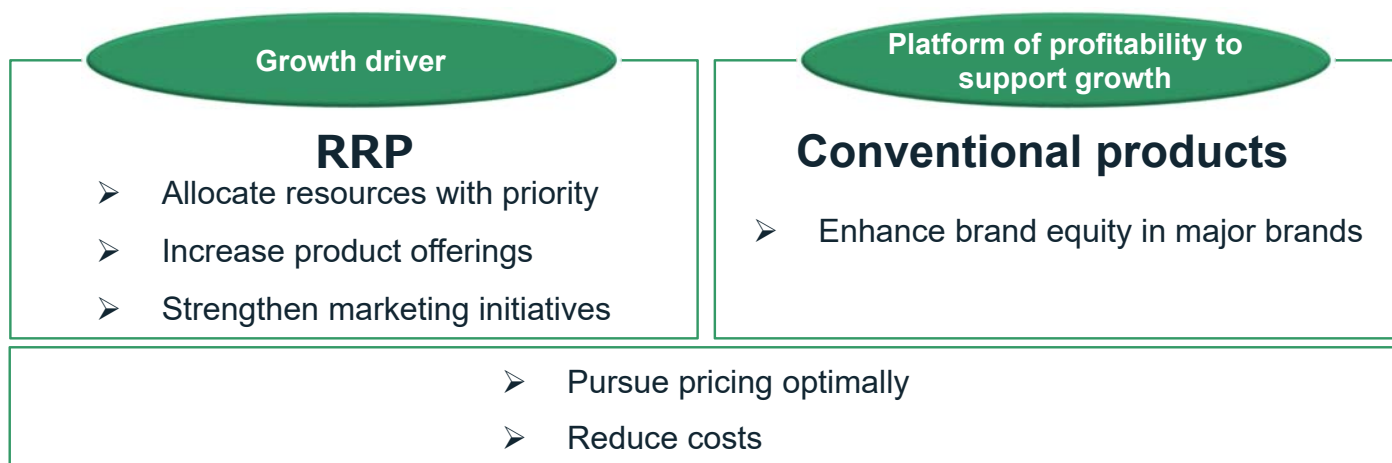 Growth driver
RRP
➢ Allocate resources with priority
➢ Increase product offerings
➢ Strengthen marketing initiatives
Platform of profitability to
support growth
Conventional products
➢ Enhance brand equity in major brands
➢ Pursue pricing optimally
➢ Reduce costs